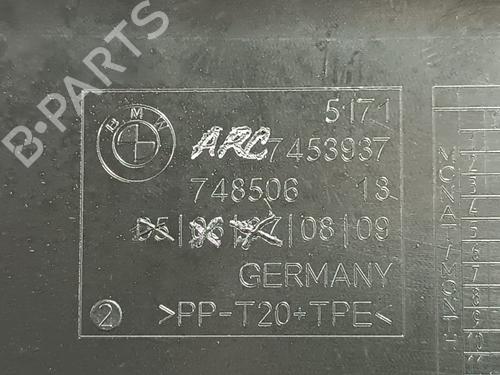 B-PARTS
BMW
5171
ARC 7453937
748506 13
05|06|07|08|09
GERMANY
2 >PP-T20+TPE<
MONAT/MONTH
2
3
4
5
6
7
8
9
10
11